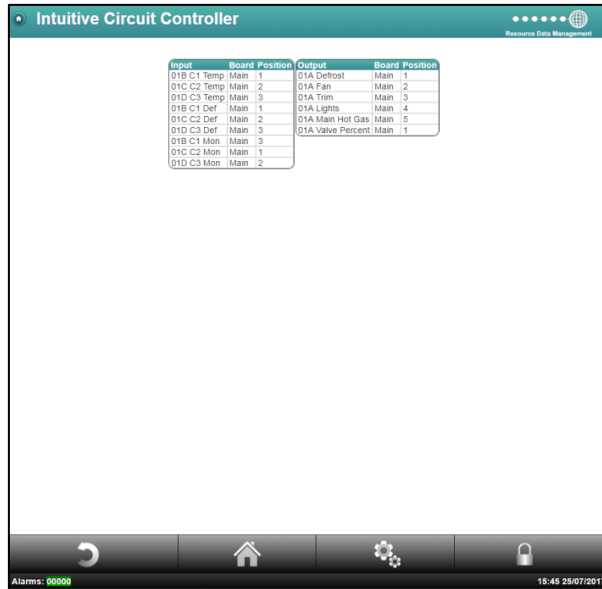 Intuitive Circuit Controller
Resource Data Management
Input Board Position
01B C1 Temp Main 1
01C C2 Temp Main 2
01D C3 Temp Main 3
01B C1 Def Main 1
01C C2 Def Main 2
01D C3 Def Main 3
01B C1 Mon Main 3
01C C2 Mon Main 1
01D C3 Mon Main 2
Output Board Position
01A Defrost Main 1
01A Fan Main 2
01A Trim Main 3
01A Lights Main 4
01A Main Hot Gas Main 5
01A Valve Percent Main 1
Alarms: 00000
15:45 25/07/2017